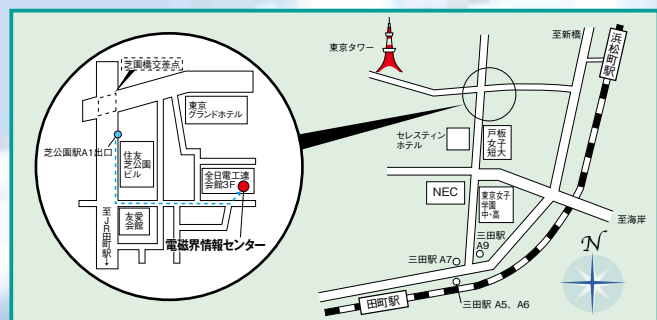 芝園橋交差点
東京
グランドホテル
芝公園駅A1出口
住友
芝公園
ビル
全日電工連
会館3F
友愛
会館
至JR田町駅
電磁界情報センター
東京タワー
至新橋
浜松町駅
セレスティン
ホテル
戸板
女子
短大
NEC
東京女子
学園
中・高
至海岸
三田駅
A9
三田駅 A7
田町駅
三田駅 A5、A6
N